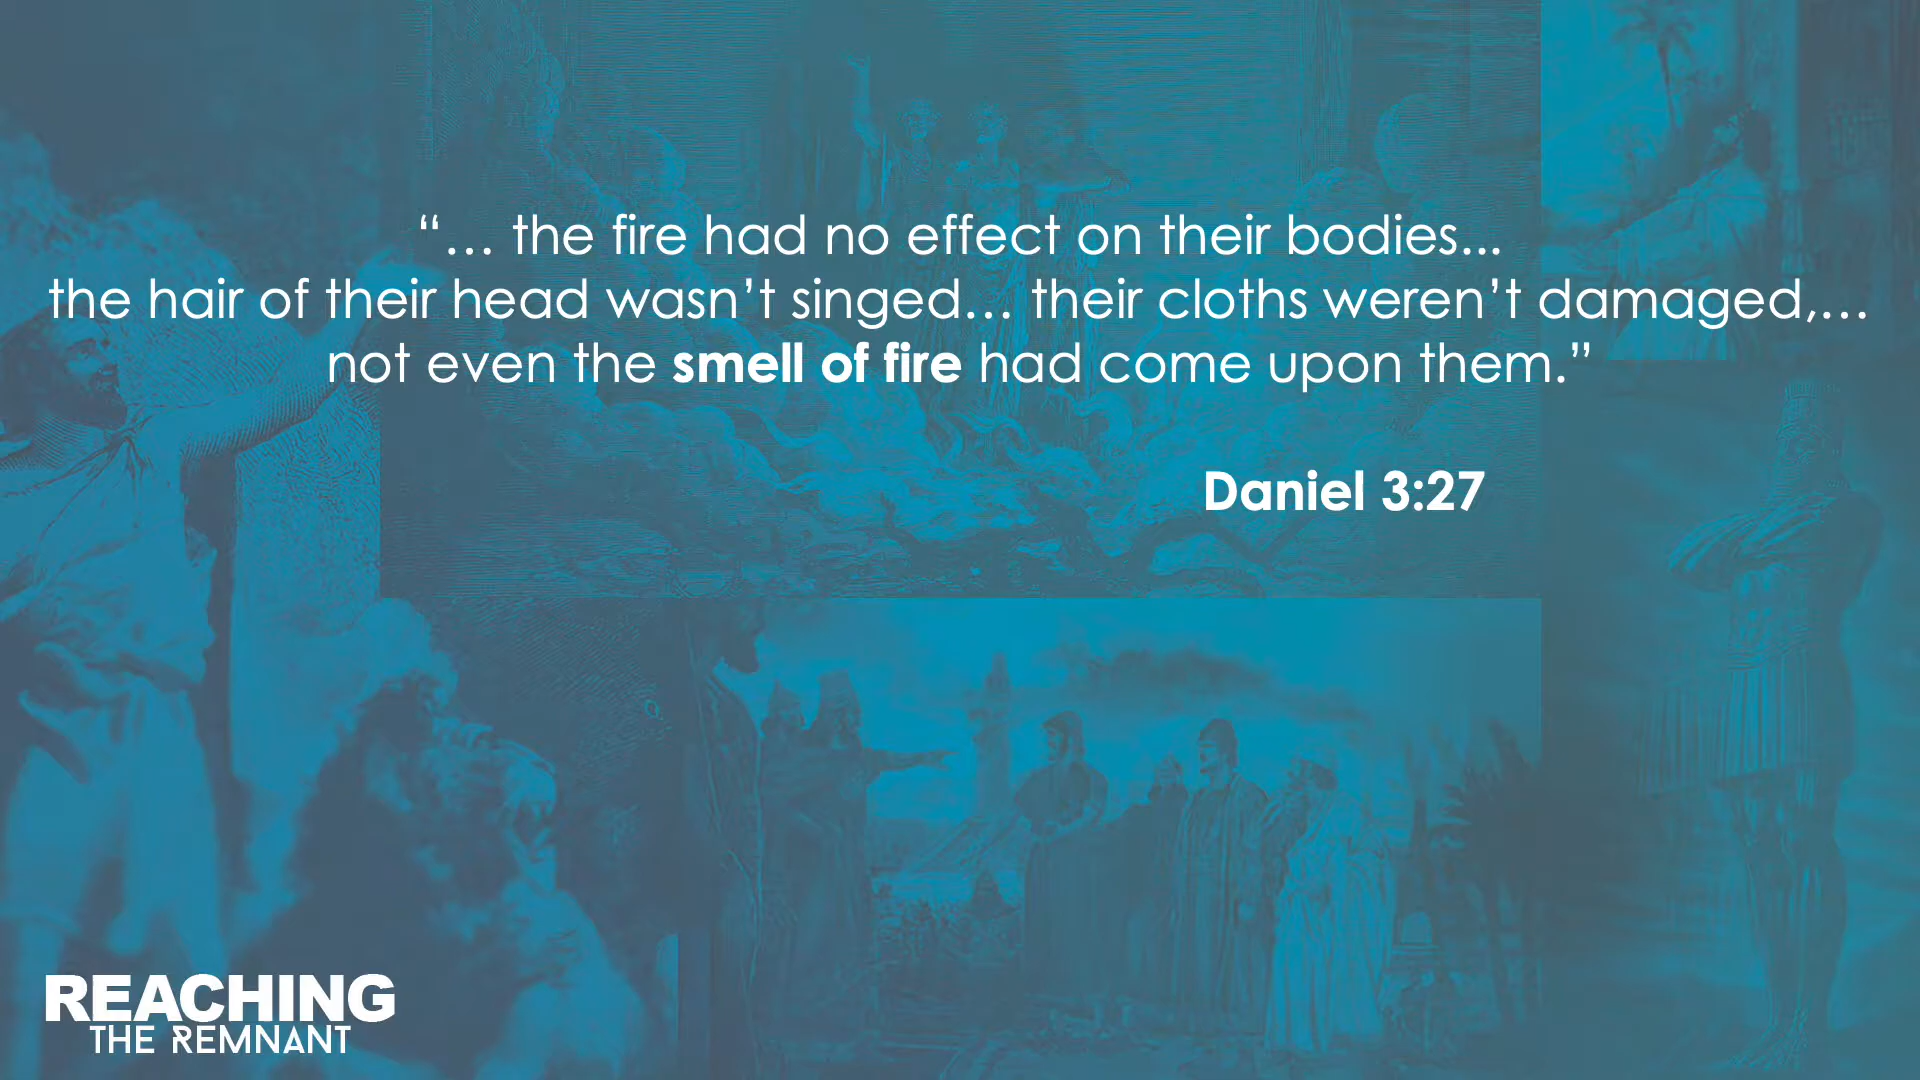 “… the fire had no effect on their bodies...
the hair of their head wasn’t singed… their cloths weren’t damaged,…
not even the smell of fire had come upon them.”
Daniel 3:27
REACHING
THE REMNANT